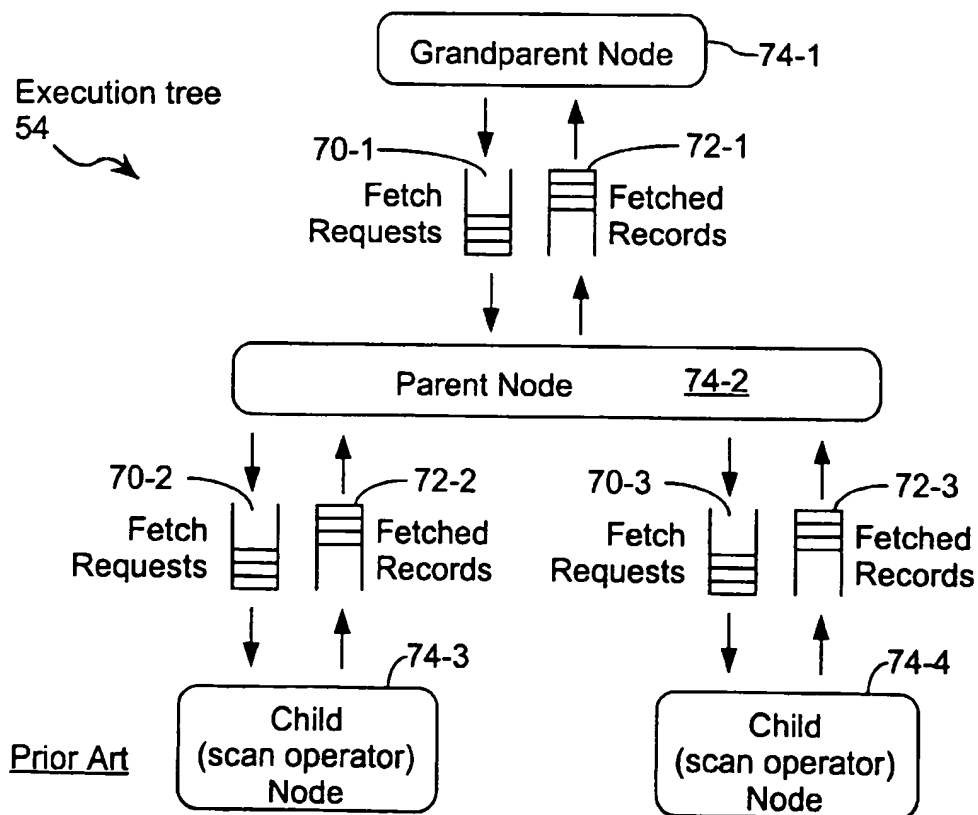 Grandparent Node
74-1
Execution tree
54
70-1
72-1
Fetch
Requests
Fetched
Records
Parent Node 74-2
70-2
72-2
Fetch
Requests
Fetched
Records
70-3
72-3
Fetch
Requests
Fetched
Records
74-3
74-4
Child
(scan operator)
Node
Child
(scan operator)
Node
Prior Art